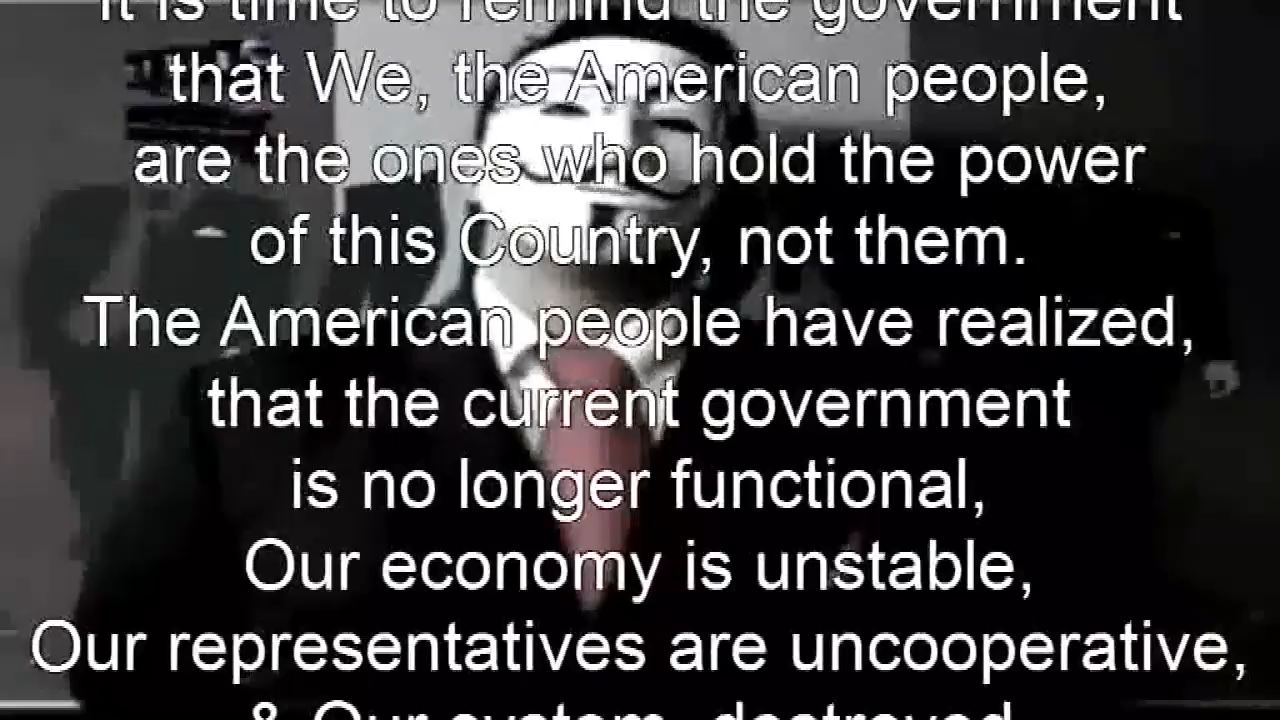 It is time to remind the government
that We, the American people,
are the ones who hold the power
of this Country, not them.
The American people have realized,
that the current government
is no longer functional,
Our economy is unstable,
Our representatives are uncooperative,
& Our system, destroyed